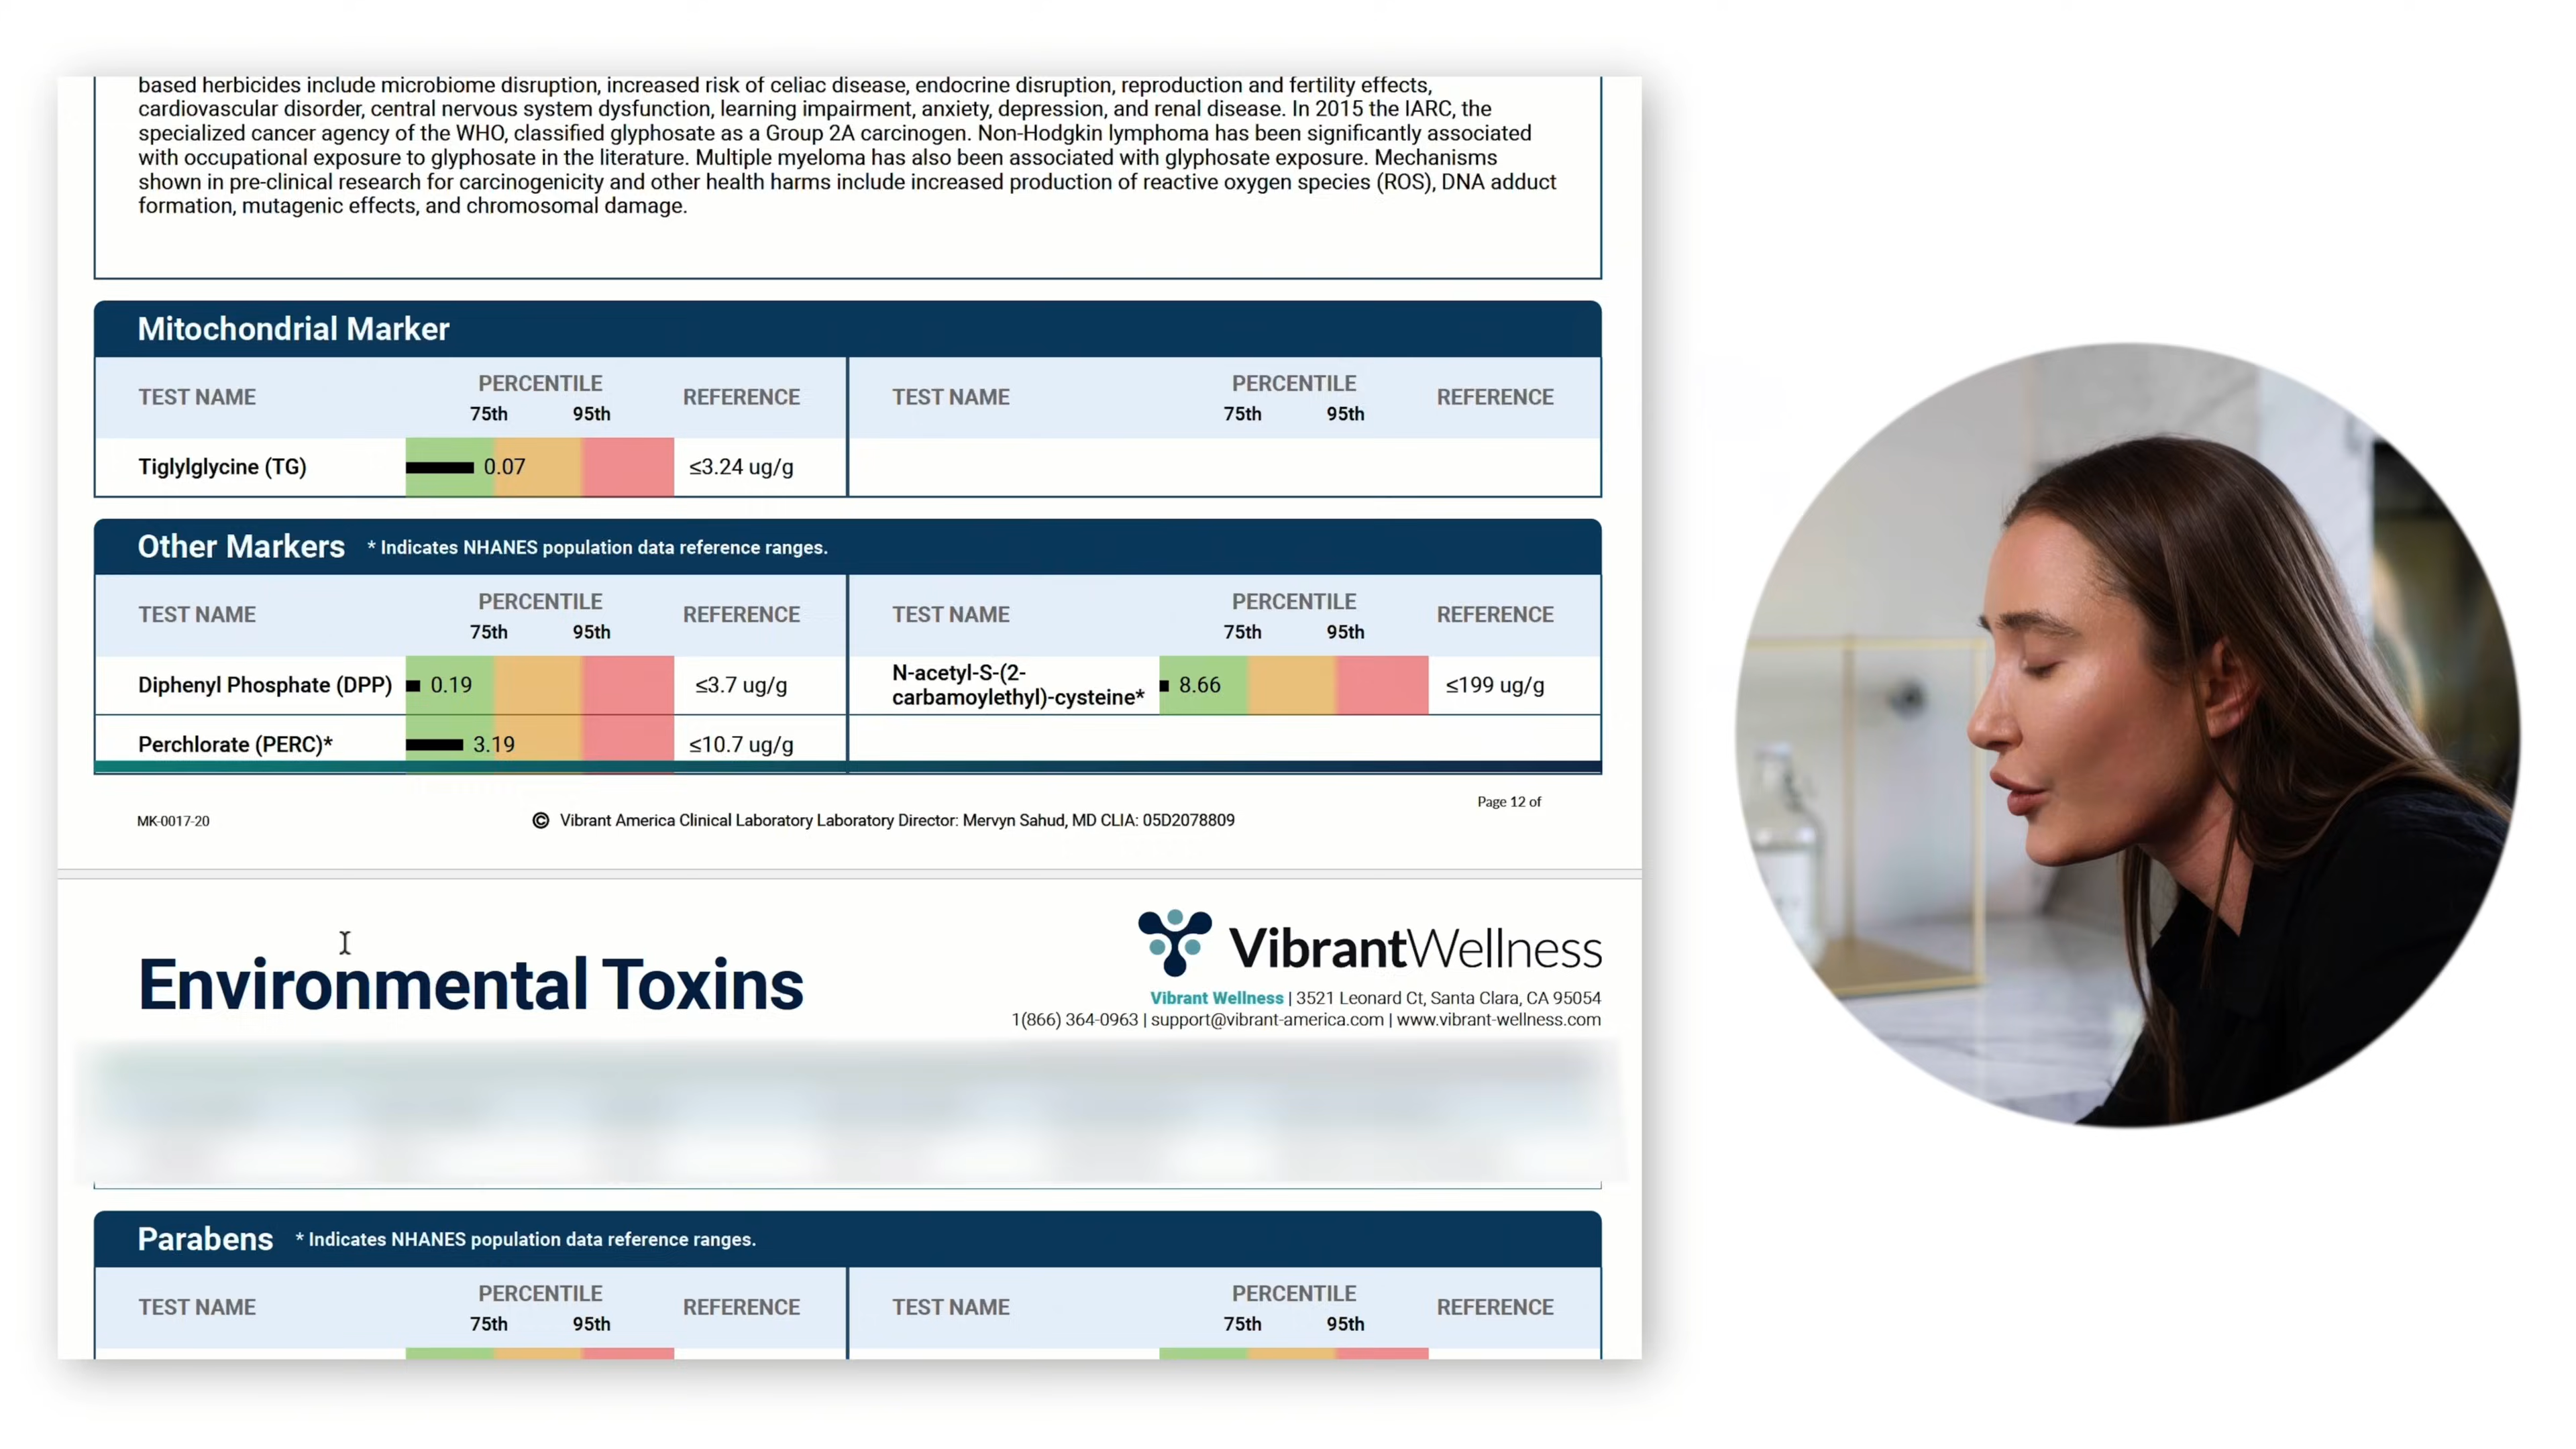 based herbicides include microbiome disruption, increased risk of celiac disease, endocrine disruption, reproduction and fertility effects,
cardiovascular disorder, central nervous system dysfunction, learning impairment, anxiety, depression, and renal disease. In 2015 the IARC, the
specialized cancer agency of the WHO, classified glyphosate as a Group 2A carcinogen. Non-Hodgkin lymphoma has been significantly associated
with occupational exposure to glyphosate in the literature. Multiple myeloma has also been associated with glyphosate exposure. Mechanisms
shown in pre-clinical research for carcinogenicity and other health harms include increased production of reactive oxygen species (ROS), DNA adduct
formation, mutagenic effects, and chromosomal damage.
Mitochondrial Marker
TEST NAME PERCENTILE 75th 95th REFERENCE TEST NAME PERCENTILE 75th 95th REFERENCE
Tiglylglycine (TG) 0.07 ≤3.24 ug/g
Other Markers * Indicates NHANES population data reference ranges.
TEST NAME PERCENTILE 75th 95th REFERENCE TEST NAME PERCENTILE 75th 95th REFERENCE
Diphenyl Phosphate (DPP) 0.19 ≤3.7 ug/g
N-acetyl-S-(2-
carbamoylethyl)-cysteine* 8.66 ≤199 ug/g
Perchlorate (PERC)* 3.19 ≤10.7 ug/g
Page 12 of
MK-0017-20 © Vibrant America Clinical Laboratory Laboratory Director: Mervyn Sahud, MD CLIA: 05D2078809
VibrantWellness
Environmental Toxins
Vibrant Wellness | 3521 Leonard Ct, Santa Clara, CA 95054
1(866) 364-0963 | support@vibrant-america.com | www.vibrant-wellness.com
Parabens * Indicates NHANES population data reference ranges.
TEST NAME PERCENTILE 75th 95th REFERENCE TEST NAME PERCENTILE 75th 95th REFERENCE